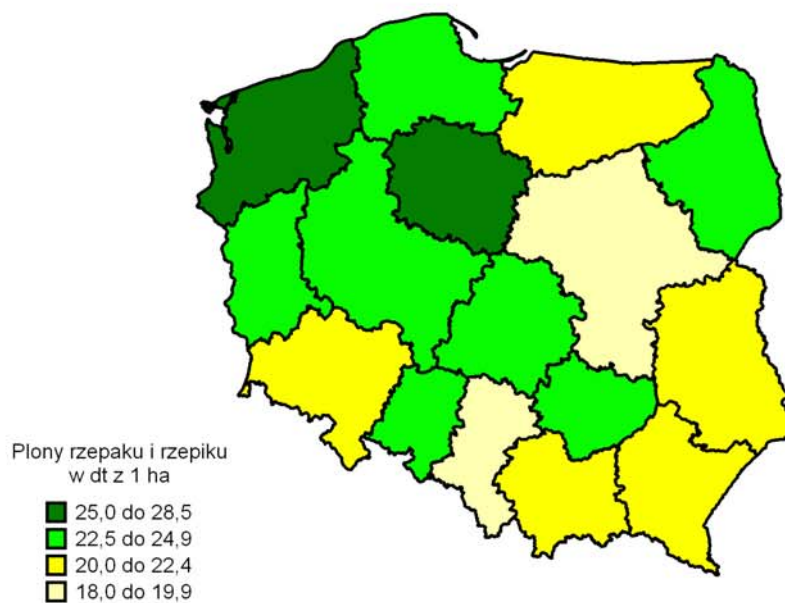 Plony rzepaku i rzepiku
w dt z 1 ha
25,0 do 28,5
22,5 do 24,9
20,0 do 22,4
18,0 do 19,9